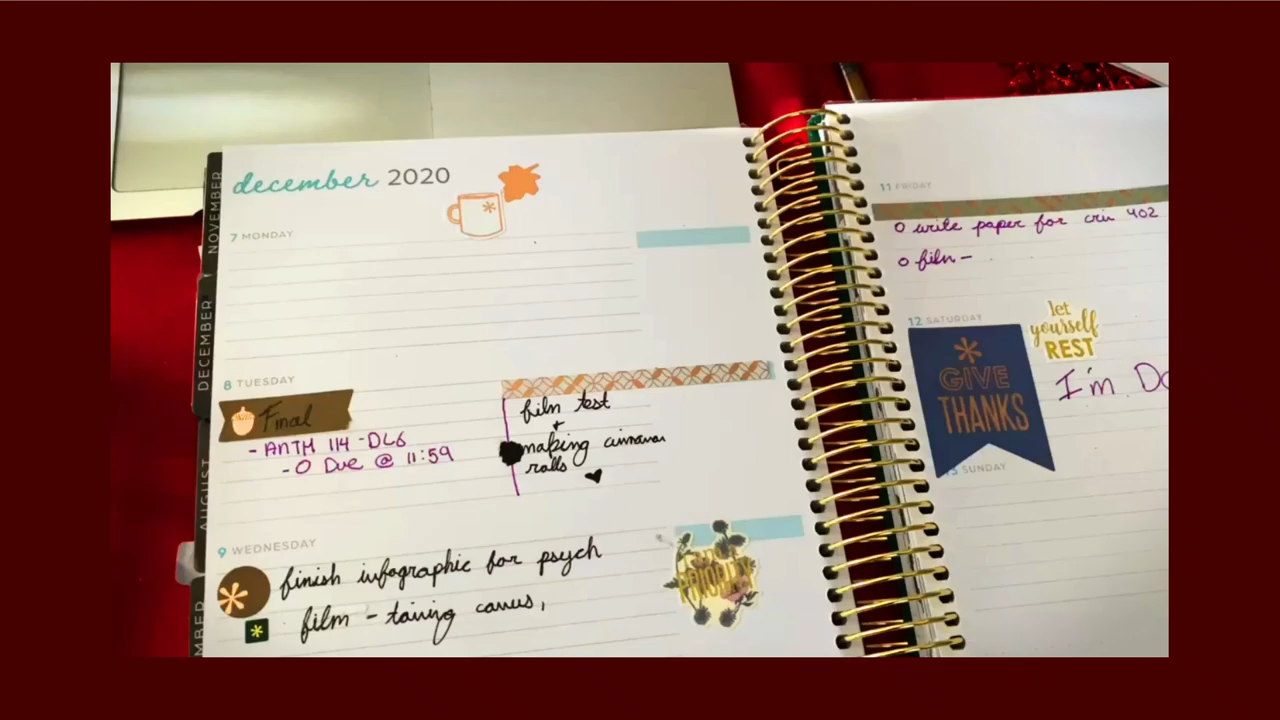 NOVEMBER
DECEMBER
AUGUST
december 2020
7 MONDAY
8 TUESDAY
Final
- ANTH 114 -DL6
- O Due @ 11:59
film test
+
making cinnamon
rolls
9 WEDNESDAY
finish infographic for psych
film -
PRIORITY
11 FRIDAY
O write paper for crij 402
O film -
12 SATURDAY
let
yourself
REST
GIVE
THANKS
I'm
SUNDAY